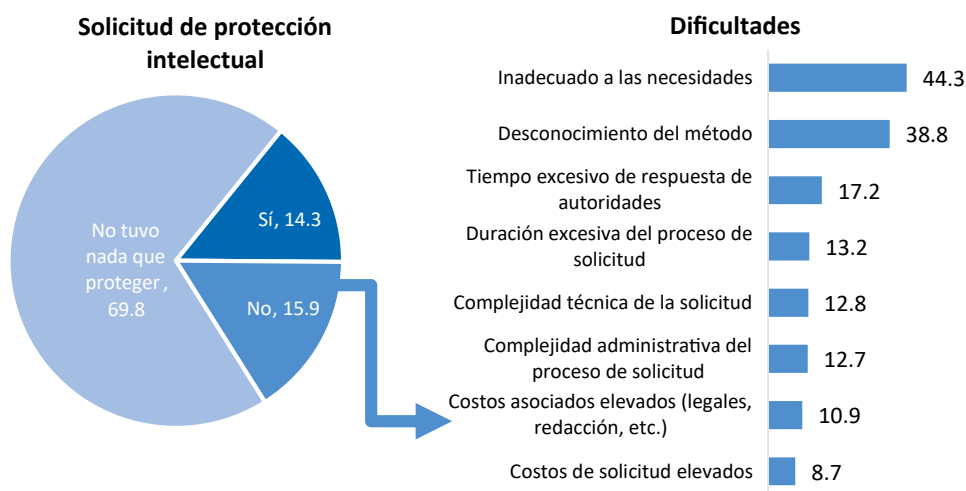 Solicitud de protección
intelectual
No tuvo
nada que
proteger,
69.8
Sí, 14.3
No, 15.9
Dificultades
Inadecuado a las necesidades
44.3
Desconocimiento del método
38.8
Tiempo excesivo de respuesta de
autoridades
17.2
Duración excesiva del proceso de
solicitud
13.2
Complejidad técnica de la solicitud
12.8
Complejidad administrativa del
proceso de solicitud
12.7
Costos asociados elevados (legales,
redacción, etc.)
10.9
Costos de solicitud elevados
8.7